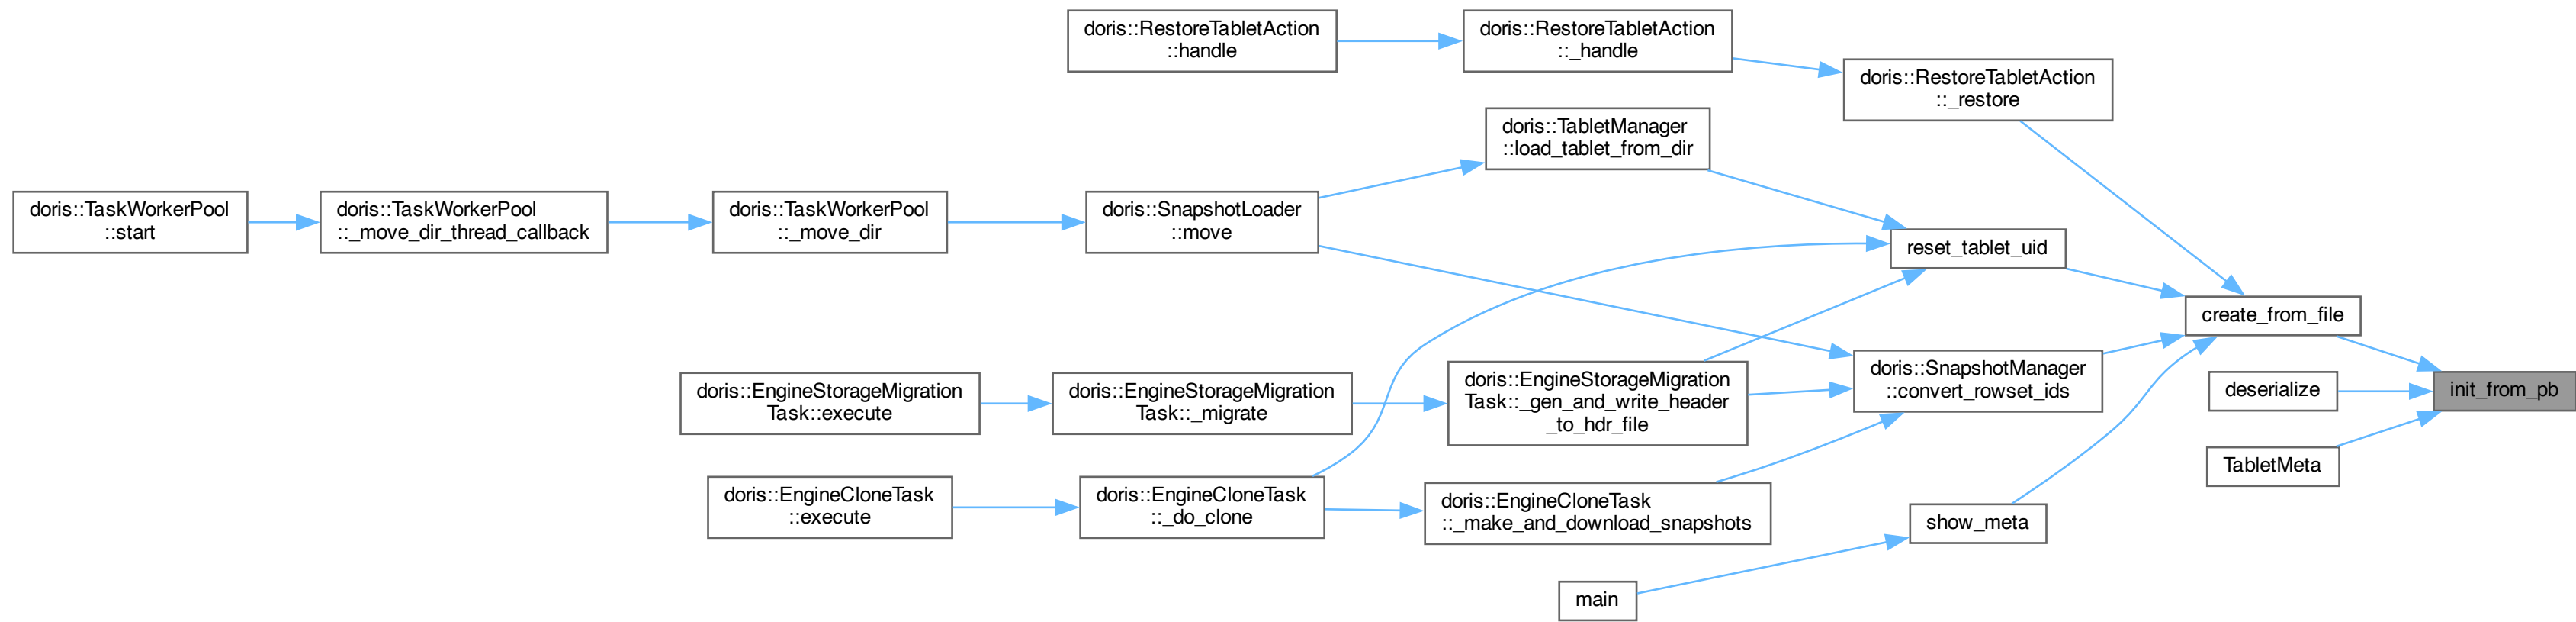 doris::RestoreTabletAction
::handle
doris::RestoreTabletAction
::_handle
doris::RestoreTabletAction
::_restore
doris::TabletManager
::load_tablet_from_dir
doris::TaskWorkerPool
::start
doris::TaskWorkerPool
::_move_dir_thread_callback
doris::TaskWorkerPool
::_move_dir
doris::SnapshotLoader
::move
reset_tablet_uid
create_from_file
doris::EngineStorageMigration
Task::execute
doris::EngineStorageMigration
Task::_migrate
doris::EngineStorageMigration
Task::_gen_and_write_header
_to_hdr_file
doris::SnapshotManager
::convert_rowset_ids
deserialize
init_from_pb
TabletMeta
doris::EngineCloneTask
::execute
doris::EngineCloneTask
::_do_clone
doris::EngineCloneTask
::_make_and_download_snapshots
show_meta
main